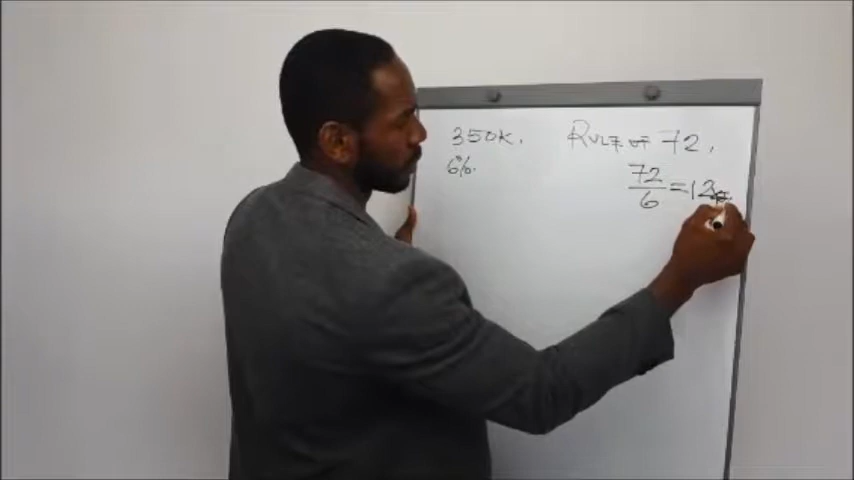 350K.
6%.
RULE OF 72.
72
6
=12